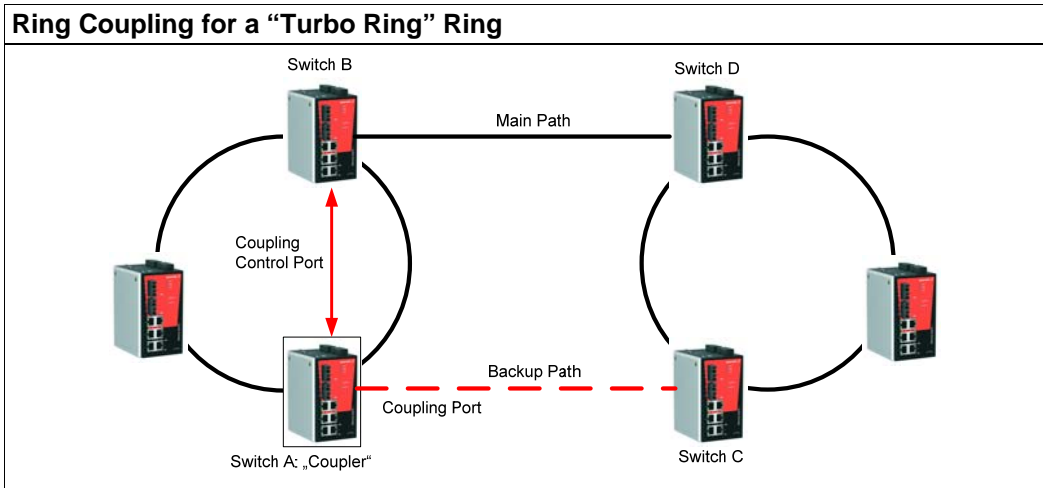 Ring Coupling for a “Turbo Ring” Ring
Switch B
Switch D
Main Path
Coupling
Control Port
Backup Path
Coupling Port
Switch A: „Coupler“
Switch C